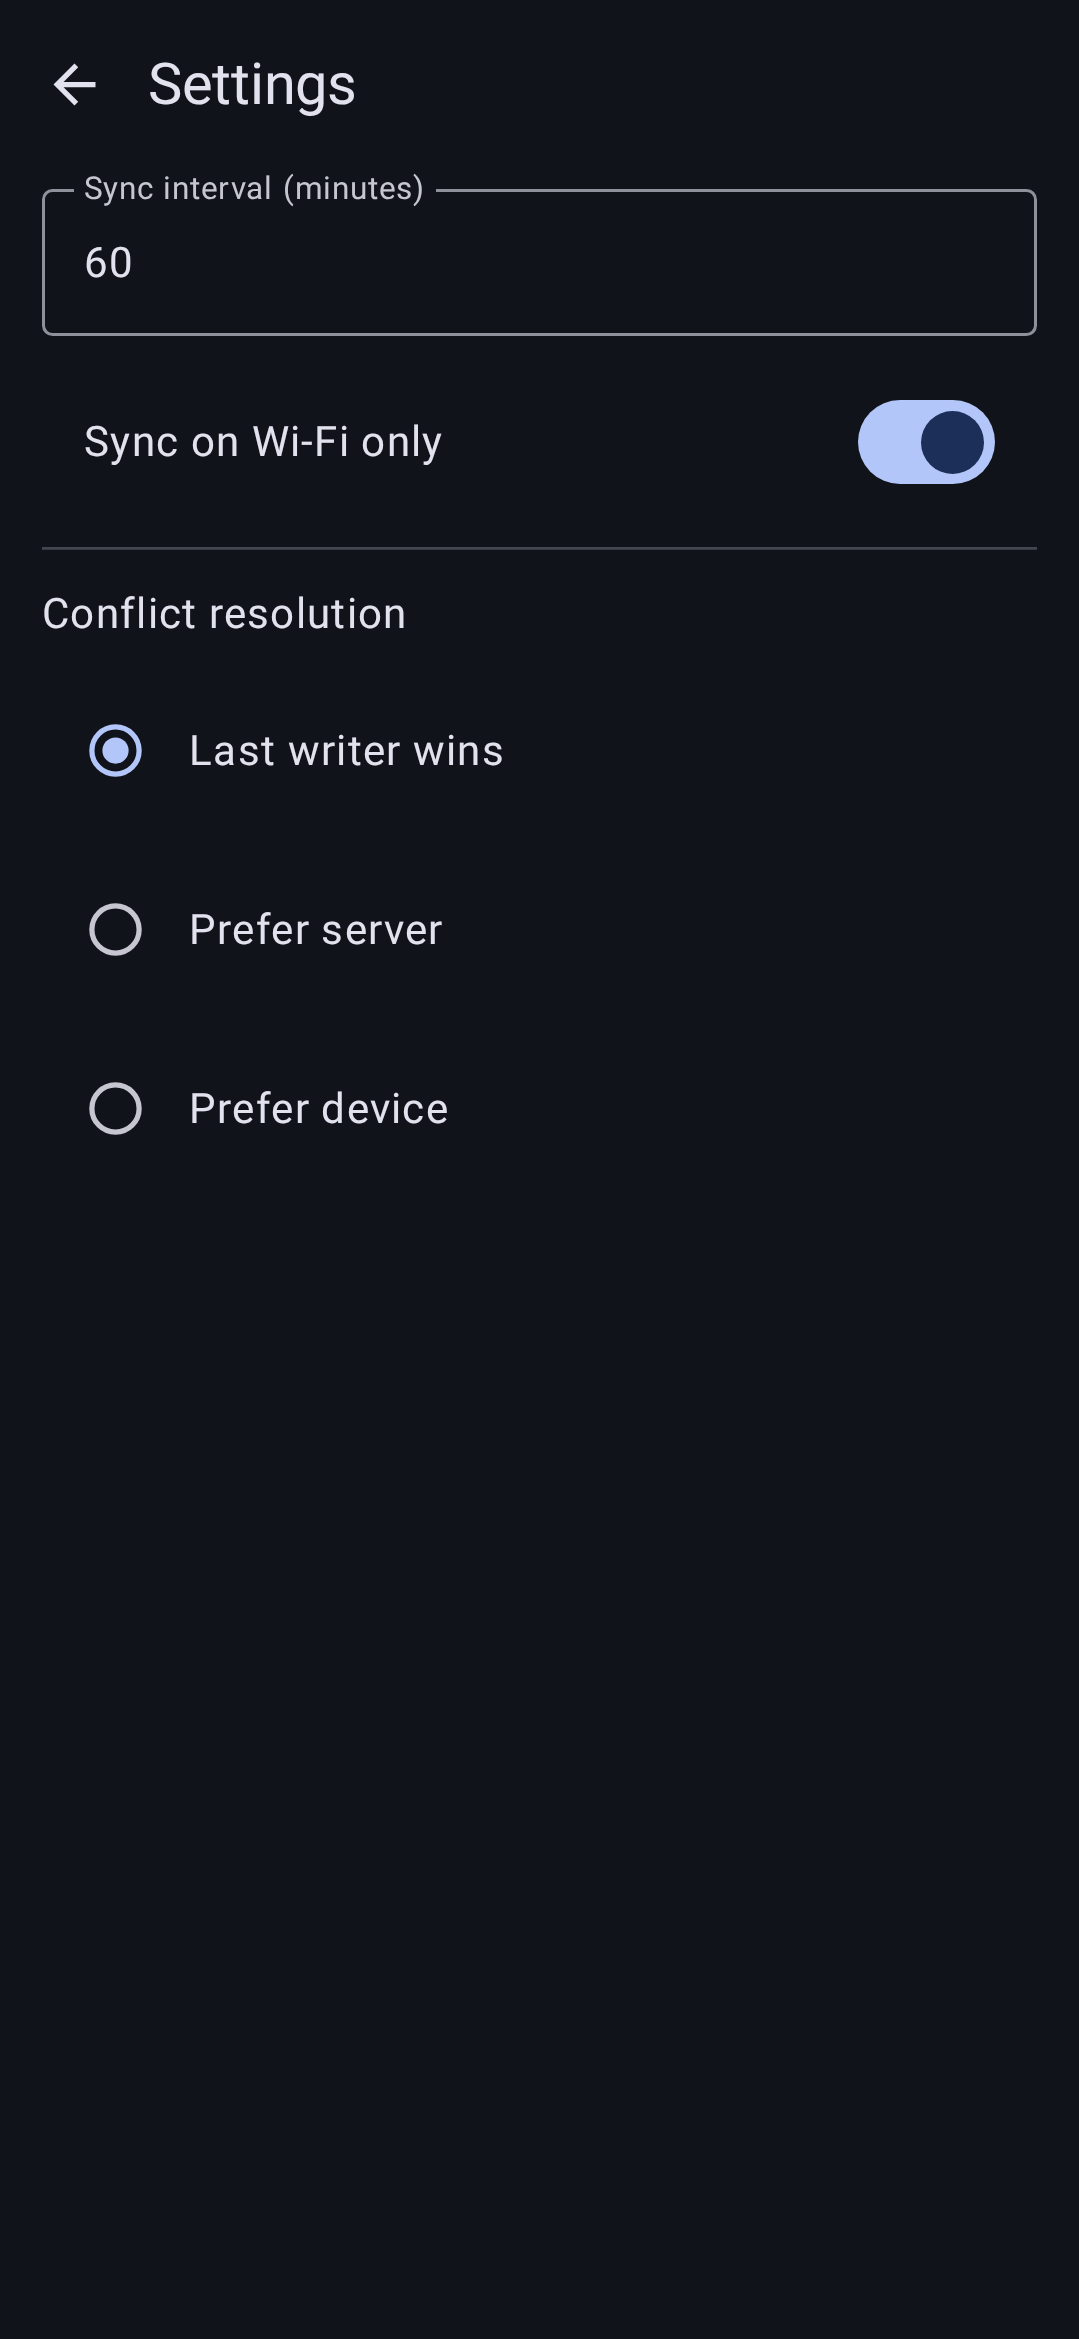 Settings
Sync interval (minutes)
60
Sync on Wi-Fi only
Conflict resolution
Last writer wins
Prefer server
Prefer device